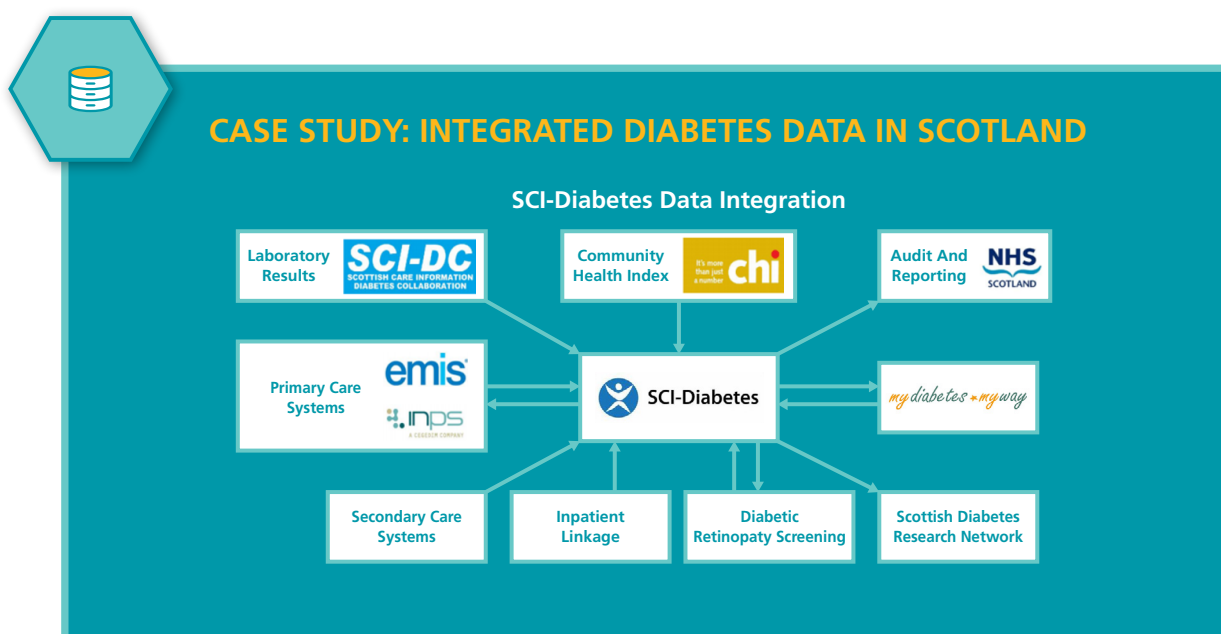 CASE STUDY: INTEGRATED DIABETES DATA IN SCOTLAND
SCI-Diabetes Data Integration
Laboratory
Results
SCI-DC
SCOTTISH CARE INFORMATION
DIABETES COLLABORATION
Community
Health Index
It's more
than just
a number
chi
Audit And
Reporting
NHS
SCOTLAND
Primary Care
Systems
emis
inps
A CEGEDIM COMPANY
SCI-Diabetes
my diabetes my way
Secondary Care
Systems
Inpatient
Linkage
Diabetic
Retinopaty Screening
Scottish Diabetes
Research Network